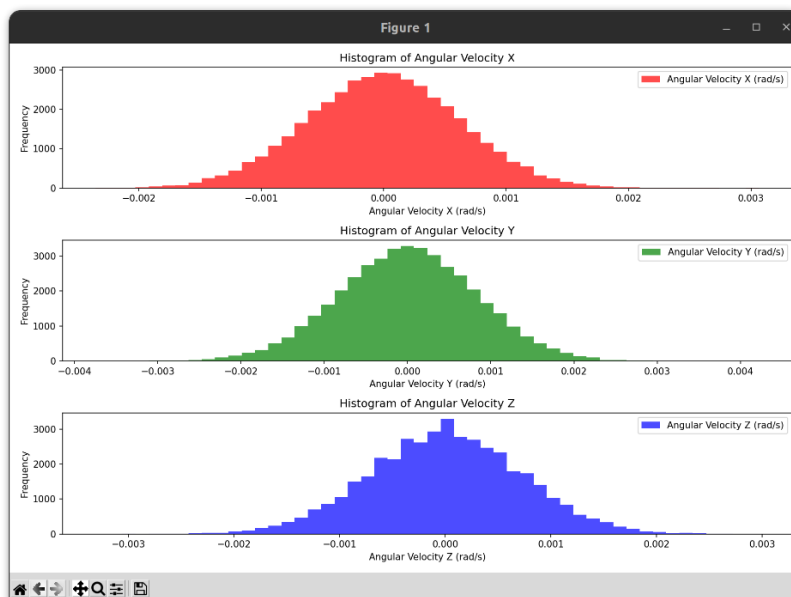 Figure 1
Histogram of Angular Velocity X
3000
2000
1000
0
Frequency
Angular Velocity X (rad/s)
-0.002 -0.001 0.000 0.001 0.002 0.003
Angular Velocity X (rad/s)
Histogram of Angular Velocity Y
3000
2000
1000
0
Frequency
Angular Velocity Y (rad/s)
-0.004 -0.003 -0.002 -0.001 0.000 0.001 0.002 0.003 0.004
Angular Velocity Y (rad/s)
Histogram of Angular Velocity Z
3000
2000
1000
0
Frequency
Angular Velocity Z (rad/s)
-0.003 -0.002 -0.001 0.000 0.001 0.002 0.003
Angular Velocity Z (rad/s)